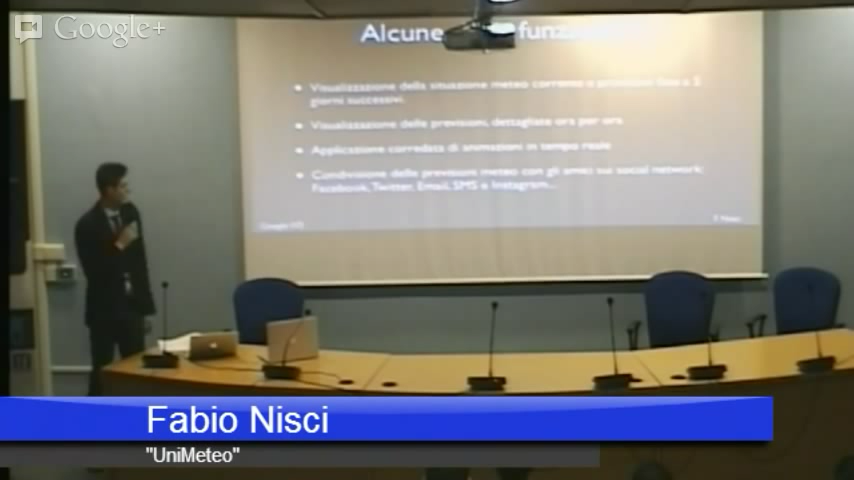 Google+
Alcune
Visualizzazione della situazione meteo corrente e previsioni fino a 5
giorni successivi.
Visualizzazione delle previsioni, dettagliate ora per ora
Applicazione corredata di animazioni in tempo reale
Condivisione delle previsioni meteo con gli amici sui social network:
Facebook, Twitter, Email, SMS e Instagram...
Fabio Nisci
"UniMeteo"